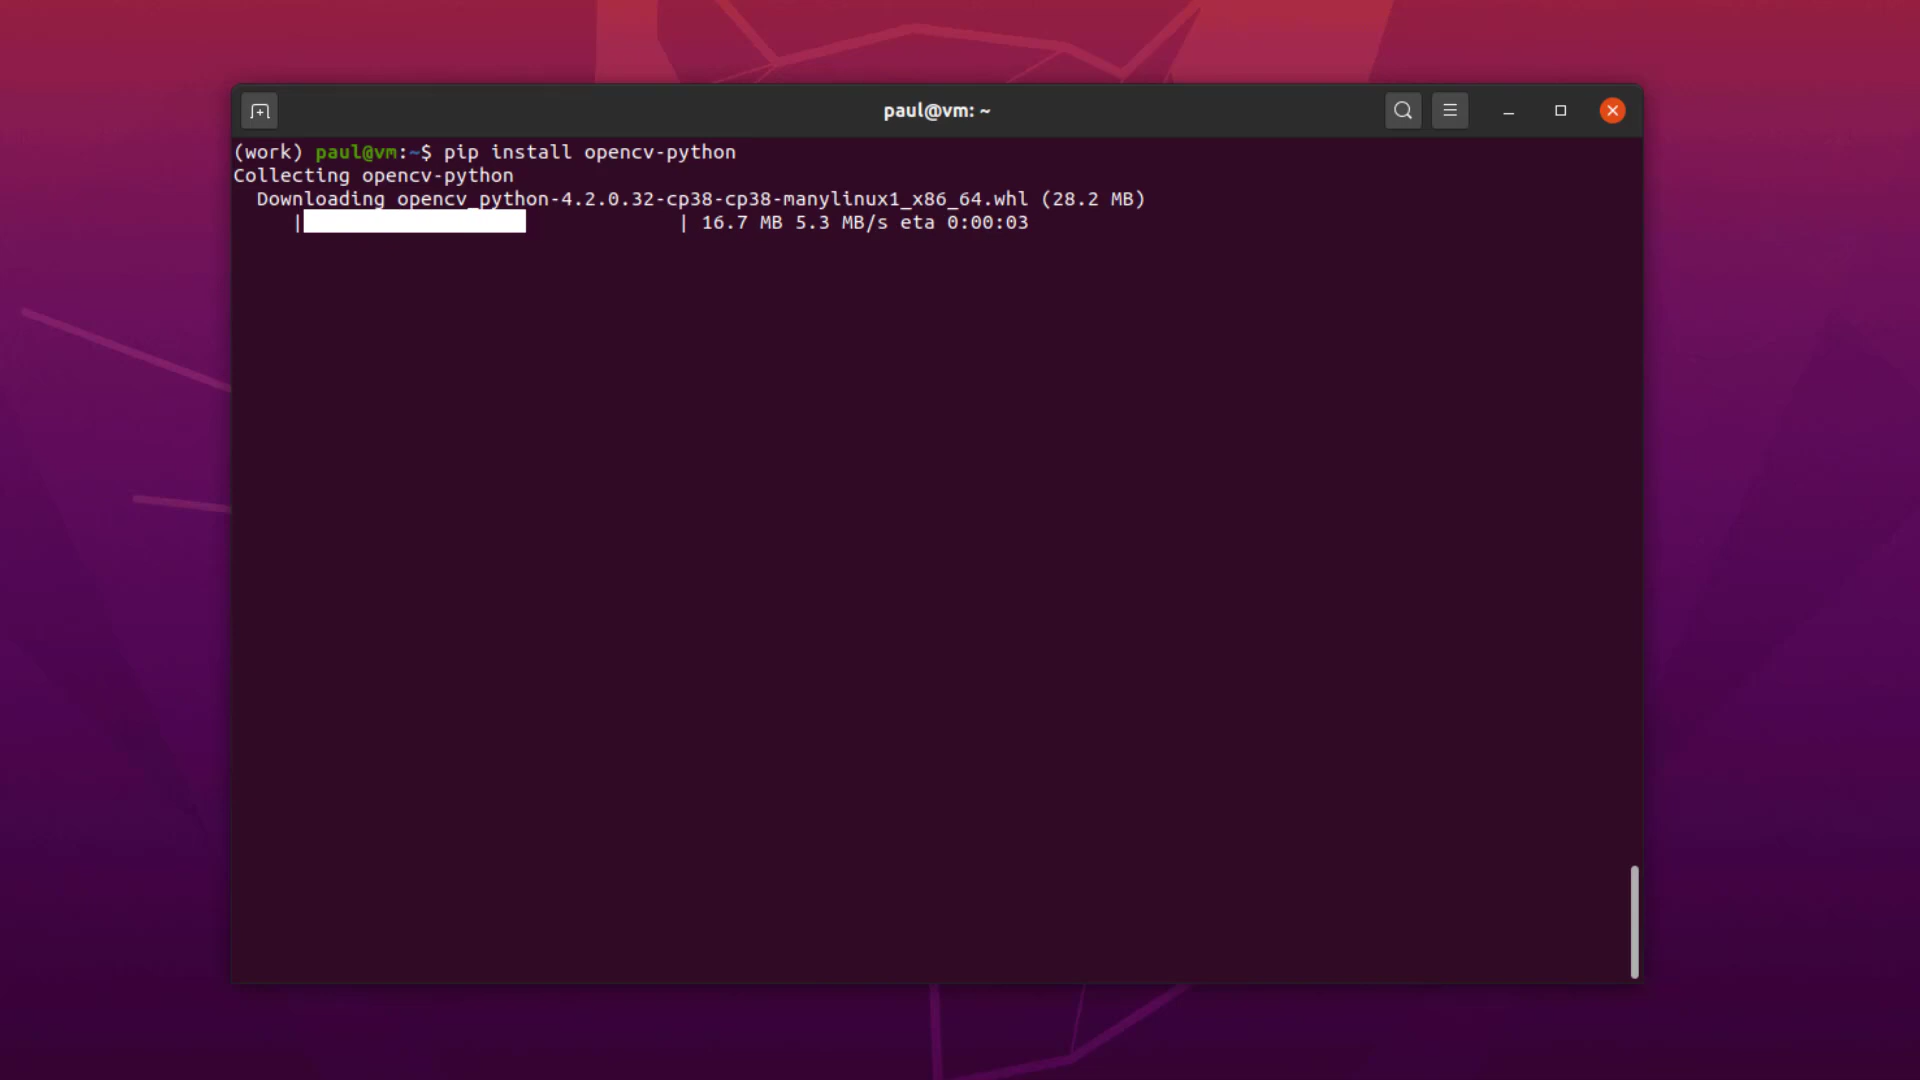 paul@vm: ~
(work) paul@vm:~$ pip install opencv-python
Collecting opencv-python
  Downloading opencv_python-4.2.0.32-cp38-cp38-manylinux1_x86_64.whl (28.2 MB)
     |███████████████████             | 16.7 MB 5.3 MB/s eta 0:00:03